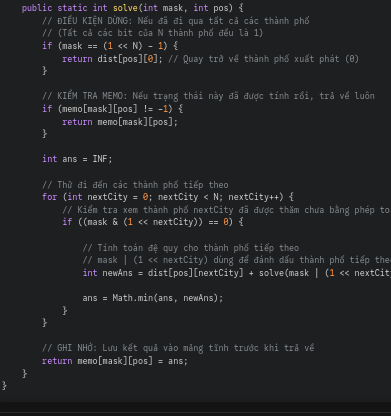 public static int solve(int mask, int pos) {
// ĐIỀU KIỆN DỪNG: Nếu đã đi qua tất cả các thành phố
// (Tất cả các bit của N thành phố đều là 1)
if (mask == (1 << N) - 1) {
return dist[pos][0]; // Quay trở về thành phố xuất phát (0)
}
// KIỂM TRA MEMO: Nếu trạng thái này đã được tính rồi, trả về luôn
if (memo[mask][pos] != -1) {
return memo[mask][pos];
}
int ans = INF;
// Thử đi đến các thành phố tiếp theo
for (int nextCity = 0; nextCity < N; nextCity++) {
// Kiểm tra xem thành phố nextCity đã được thăm chưa bằng phép to
if ((mask & (1 << nextCity)) == 0) {
// Tính toán đệ quy cho thành phố tiếp theo
// mask | (1 << nextCity) dùng để đánh dấu thành phố tiếp the
int newAns = dist[pos][nextCity] + solve(mask | (1 << nextCit
ans = Math.min(ans, newAns);
}
}
// GHI NHỚ: Lưu kết quả vào mảng tĩnh trước khi trả về
return memo[mask][pos] = ans;
}
}